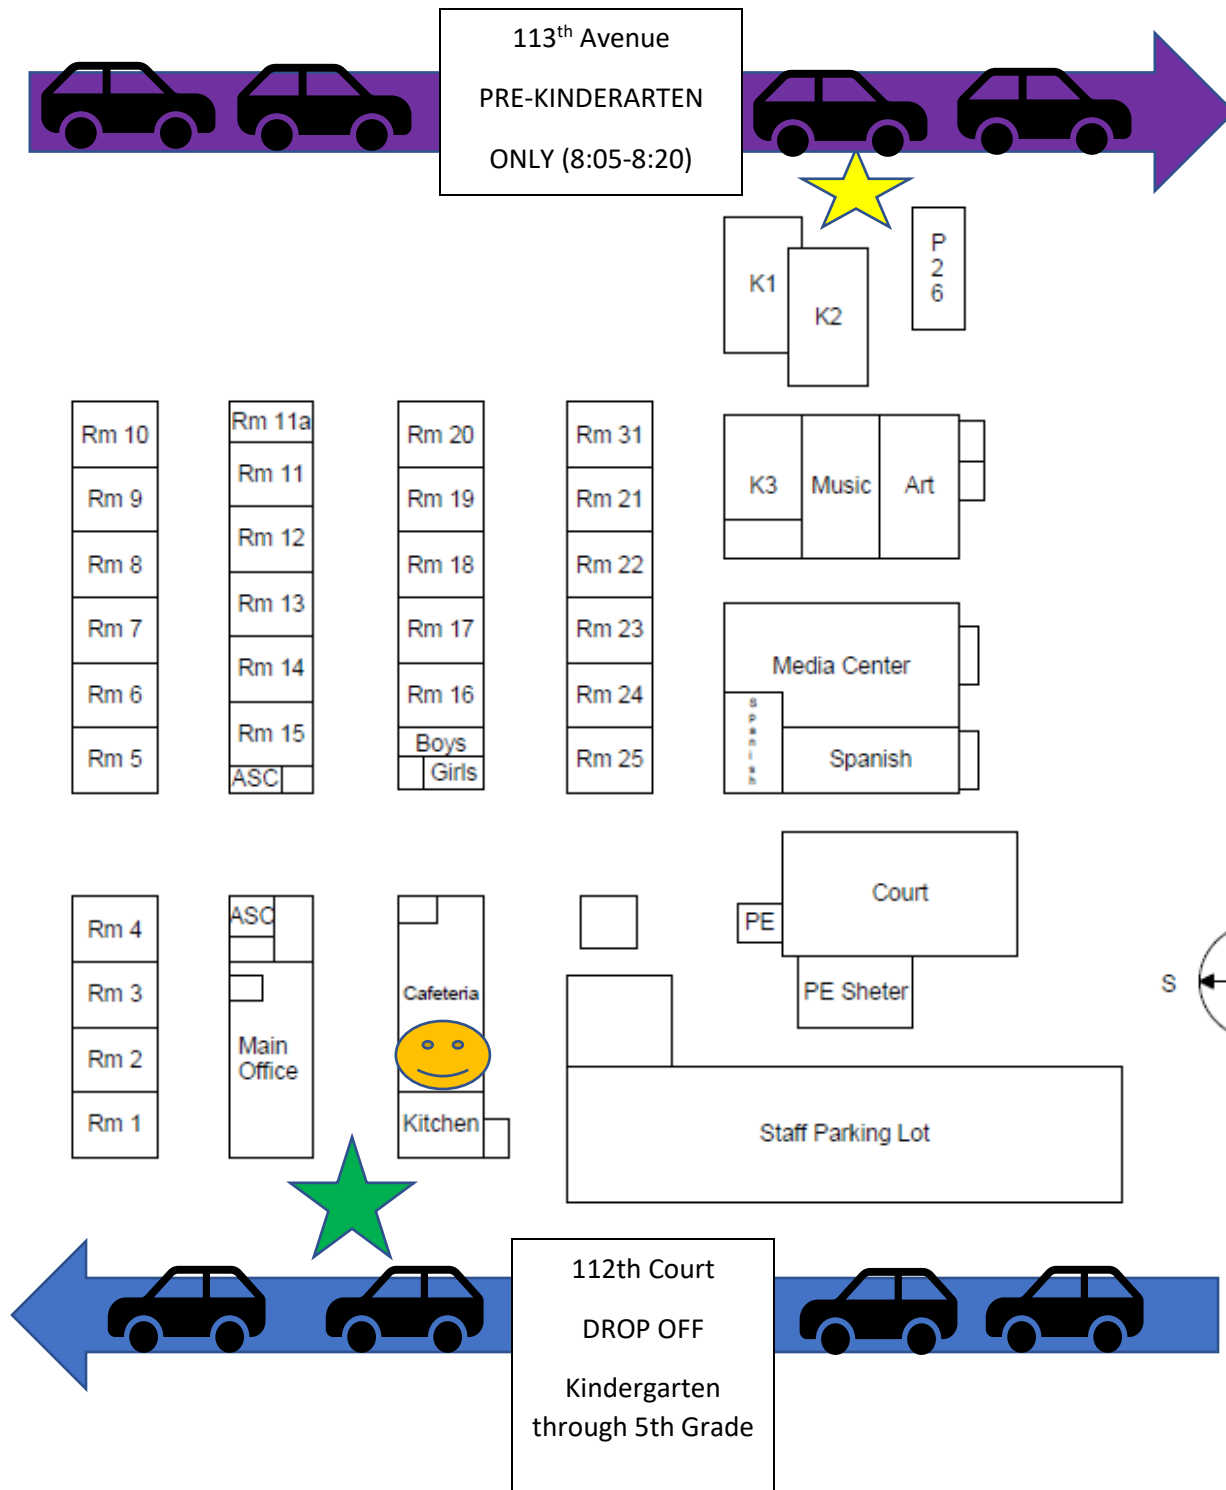 113th Avenue
PRE-KINDERARTEN
ONLY (8:05-8:20)
K1
K2
P
2
6
Rm 10
Rm 9
Rm 8
Rm 7
Rm 6
Rm 5
Rm 11a
Rm 11
Rm 12
Rm 13
Rm 14
Rm 15
ASC
Rm 20
Rm 19
Rm 18
Rm 17
Rm 16
Boys
Girls
Rm 31
Rm 21
Rm 22
Rm 23
Rm 24
Rm 25
K3
Music
Art
Media Center
Spanish
Spanish
Court
PE
PE Sheter
S
Rm 4
Rm 3
Rm 2
Rm 1
ASC
Main
Office
Cafeteria
Kitchen
Staff Parking Lot
112th Court
DROP OFF
Kindergarten
through 5th Grade